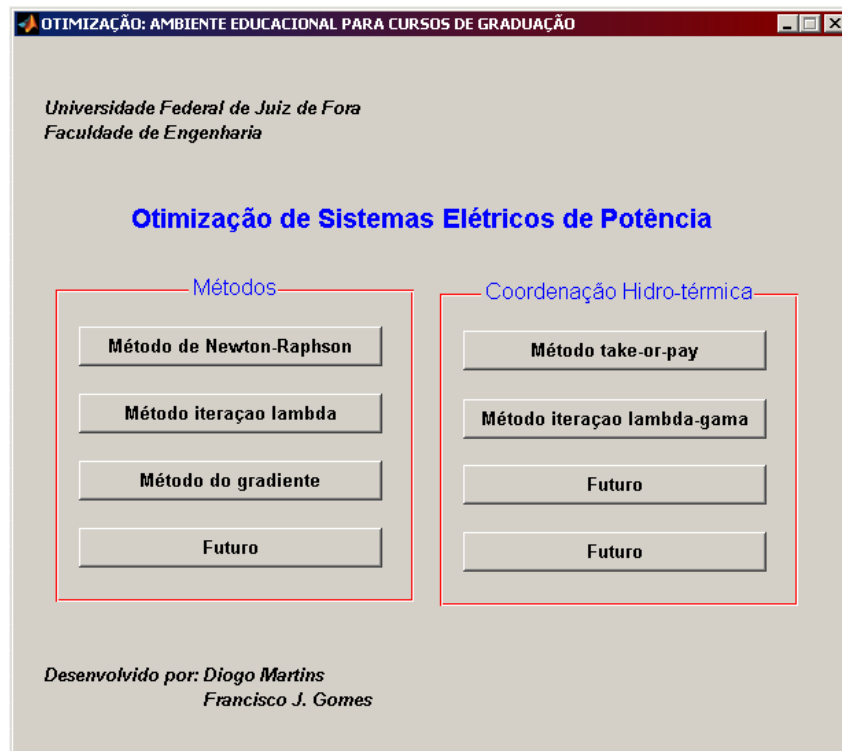 OTIMIZAÇÃO: AMBIENTE EDUCACIONAL PARA CURSOS DE GRADUAÇÃO
Universidade Federal de Juiz de Fora
Faculdade de Engenharia
Otimização de Sistemas Elétricos de Potência
Métodos
Método de Newton-Raphson
Método iteraçao lambda
Método do gradiente
Futuro
Coordenação Hidro-térmica
Método take-or-pay
Método iteraçao lambda-gama
Futuro
Futuro
Desenvolvido por: Diogo Martins
Francisco J. Gomes